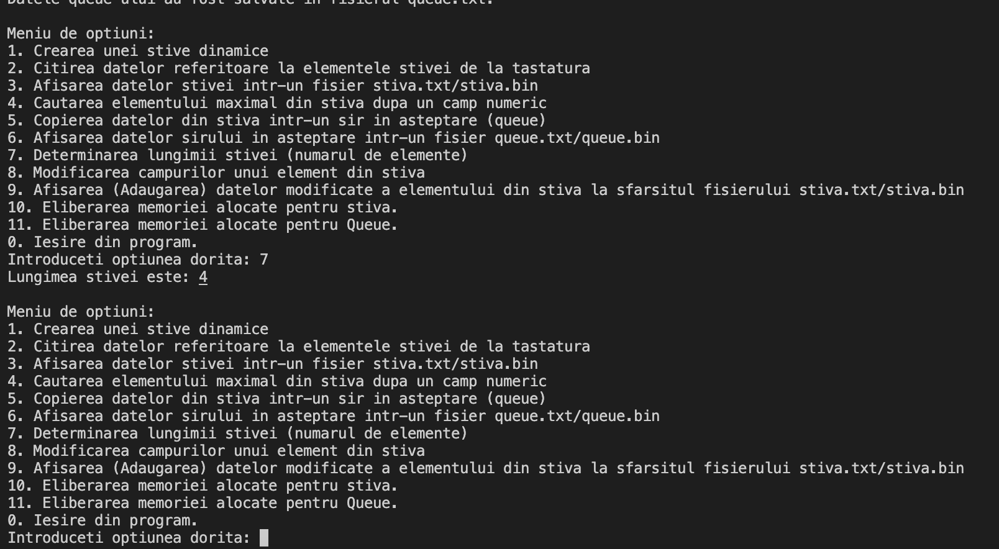 Datele queue-ului au fost salvate in fisierul queue.txt.
Meniu de optiuni:
1. Crearea unei stive dinamice
2. Citirea datelor referitoare la elementele stivei de la tastatura
3. Afisarea datelor stivei intr-un fisier stiva.txt/stiva.bin
4. Cautarea elementului maximal din stiva dupa un camp numeric
5. Copierea datelor din stiva intr-un sir in asteptare (queue)
6. Afisarea datelor sirului in asteptare intr-un fisier queue.txt/queue.bin
7. Determinarea lungimii stivei (numarul de elemente)
8. Modificarea campurilor unui element din stiva
9. Afisarea (Adaugarea) datelor modificate a elementului din stiva la sfarsitul fisierului stiva.txt/stiva.bin
10. Eliberarea memoriei alocate pentru stiva.
11. Eliberarea memoriei alocate pentru Queue.
0. Iesire din program.
Introduceti optiunea dorita: 7
Lungimea stivei este: 4
Meniu de optiuni:
1. Crearea unei stive dinamice
2. Citirea datelor referitoare la elementele stivei de la tastatura
3. Afisarea datelor stivei intr-un fisier stiva.txt/stiva.bin
4. Cautarea elementului maximal din stiva dupa un camp numeric
5. Copierea datelor din stiva intr-un sir in asteptare (queue)
6. Afisarea datelor sirului in asteptare intr-un fisier queue.txt/queue.bin
7. Determinarea lungimii stivei (numarul de elemente)
8. Modificarea campurilor unui element din stiva
9. Afisarea (Adaugarea) datelor modificate a elementului din stiva la sfarsitul fisierului stiva.txt/stiva.bin
10. Eliberarea memoriei alocate pentru stiva.
11. Eliberarea memoriei alocate pentru Queue.
0. Iesire din program.
Introduceti optiunea dorita: